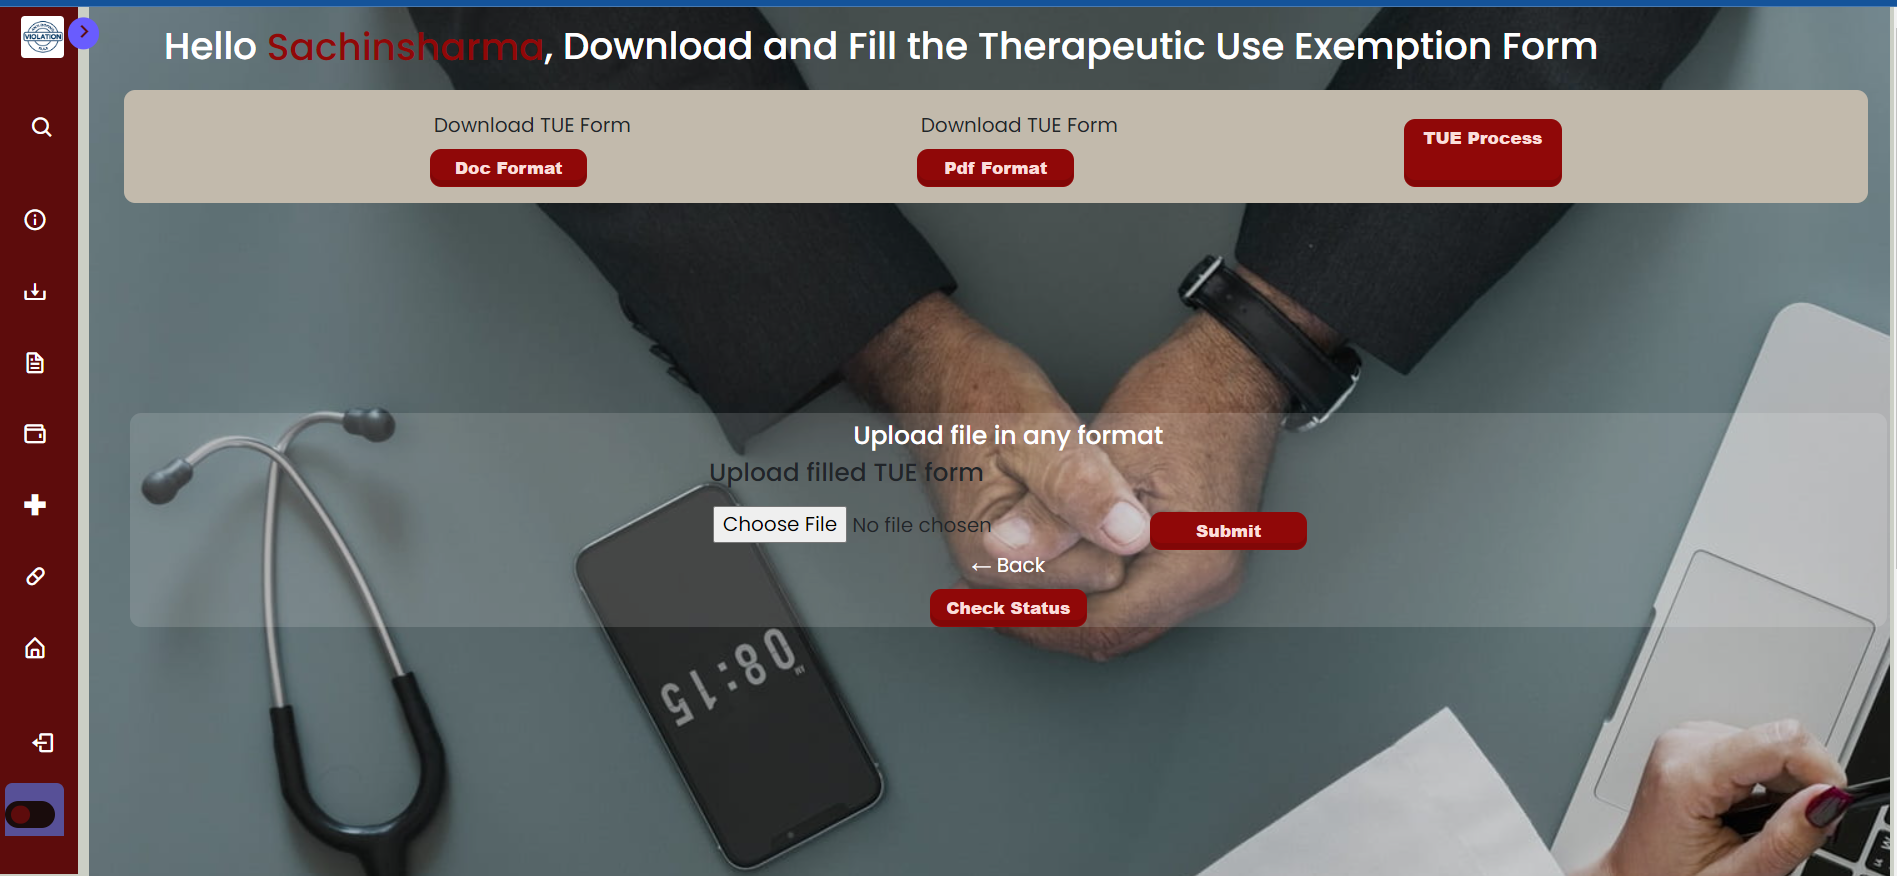 VIOLATION
Hello Sachinsharma, Download and Fill the Therapeutic Use Exemption Form
Download TUE Form
Doc Format
Download TUE Form
Pdf Format
TUE Process
Upload file in any format
Upload filled TUE form
Choose File No file chosen
Submit
←Back
Check Status
08:15
AM